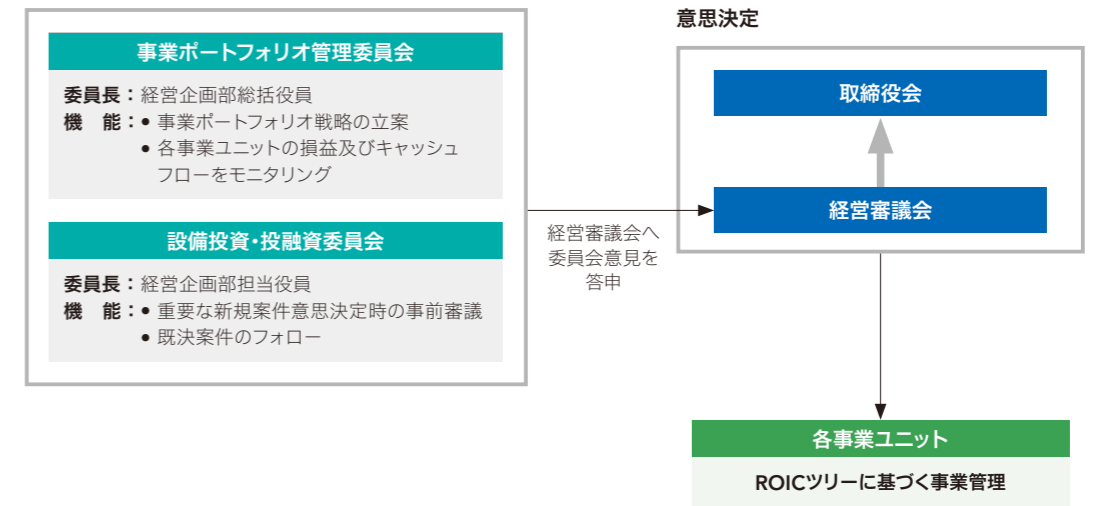 事業ポートフォリオ管理委員会
委員長：経営企画部総括役員
機　能：● 事業ポートフォリオ戦略の立案
● 各事業ユニットの損益及びキャッシュ
フローをモニタリング
設備投資・投融資委員会
委員長：経営企画部担当役員
機　能：● 重要な新規案件意思決定時の事前審議
● 既決案件のフォロー
経営審議会へ
委員会意見を
答申
意思決定
取締役会
経営審議会
各事業ユニット
ROICツリーに基づく事業管理